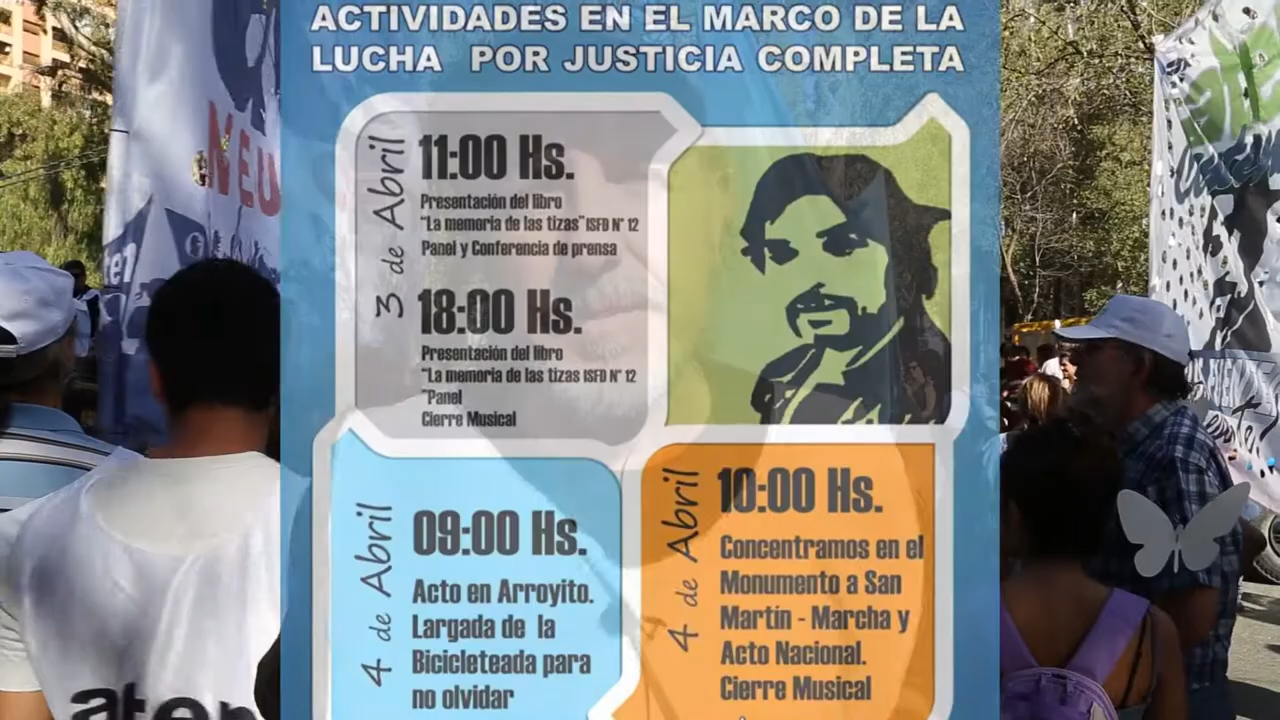 ACTIVIDADES EN EL MARCO DE LA
LUCHA POR JUSTICIA COMPLETA
3 de Abril
11:00 Hs.
Presentación del libro
"La memoria de las tizas" ISFD N° 12
Panel y Conferencia de prensa
18:00 Hs.
Presentación del libro
"La memoria de las tizas ISFD N° 12
"Panel
Cierre Musical
4 de Abril
09:00 Hs.
Acto en Arroyito.
Largada de la
Bicicleteada para
no olvidar
4 de Abril
10:00 Hs.
Concentramos en el
Monumento a San
Martín - Marcha y
Acto Nacional.
Cierre Musical
NEU
aten